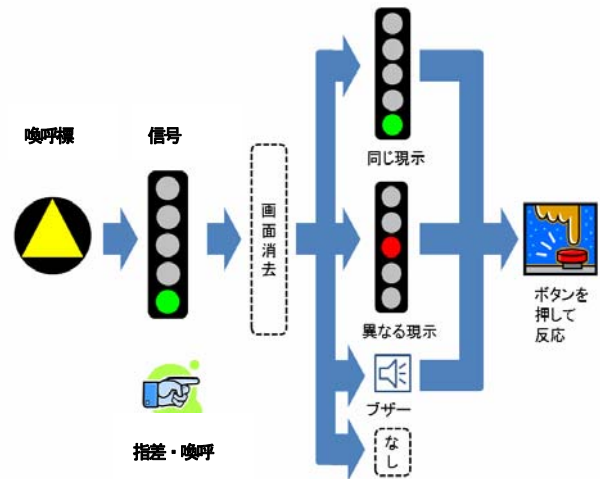 喚呼標
信号
画面消去
同じ現示
異なる現示
ブザー
なし
ボタンを
押して
反応
指差・喚呼